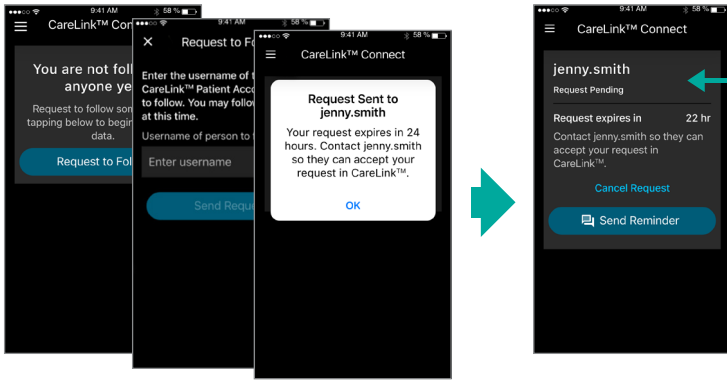 9:41 AM
58 %
CareLink™ Con
You are not foll
anyone ye
Request to follow som
tapping below to begin
data.
Request to Fol
9:41 AM
58 %
Request to Fo
Enter the username of t
CareLink™ Patient Acco
to follow. You may follow
at this time.
Username of person to f
Enter username
Send Reque
9:41 AM
58 %
CareLink™ Connect
Request Sent to
jenny.smith
Your request expires in 24
hours. Contact jenny.smith
so they can accept your
request in CareLink™.
OK
9:41 AM
58 %
CareLink™ Connect
jenny.smith
Request Pending
Request expires in 22 hr
Contact jenny.smith so they can
accept your request in
CareLink™.
Cancel Request
Send Reminder